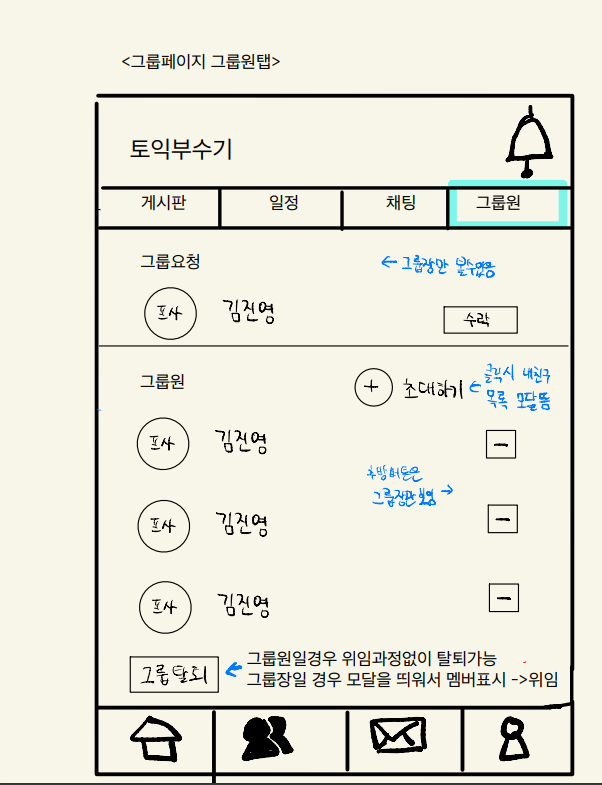 <그룹페이지 그룹원탭>
토익부수기
게시판 일정 채팅 그룹원
그룹요청
← 그룹장만 볼수있음
프사 김진영 수락
그룹원
+ 초대하기
← 클릭시 내친구
목록 모달뜸
프사 김진영 -
추방버튼은
그룹장만 보임 →
프사 김진영 -
프사 김진영 -
그룹탈퇴
← 그룹원일경우 위임과정없이 탈퇴가능
그룹장일 경우 모달을 띄워서 멤버표시 ->위임